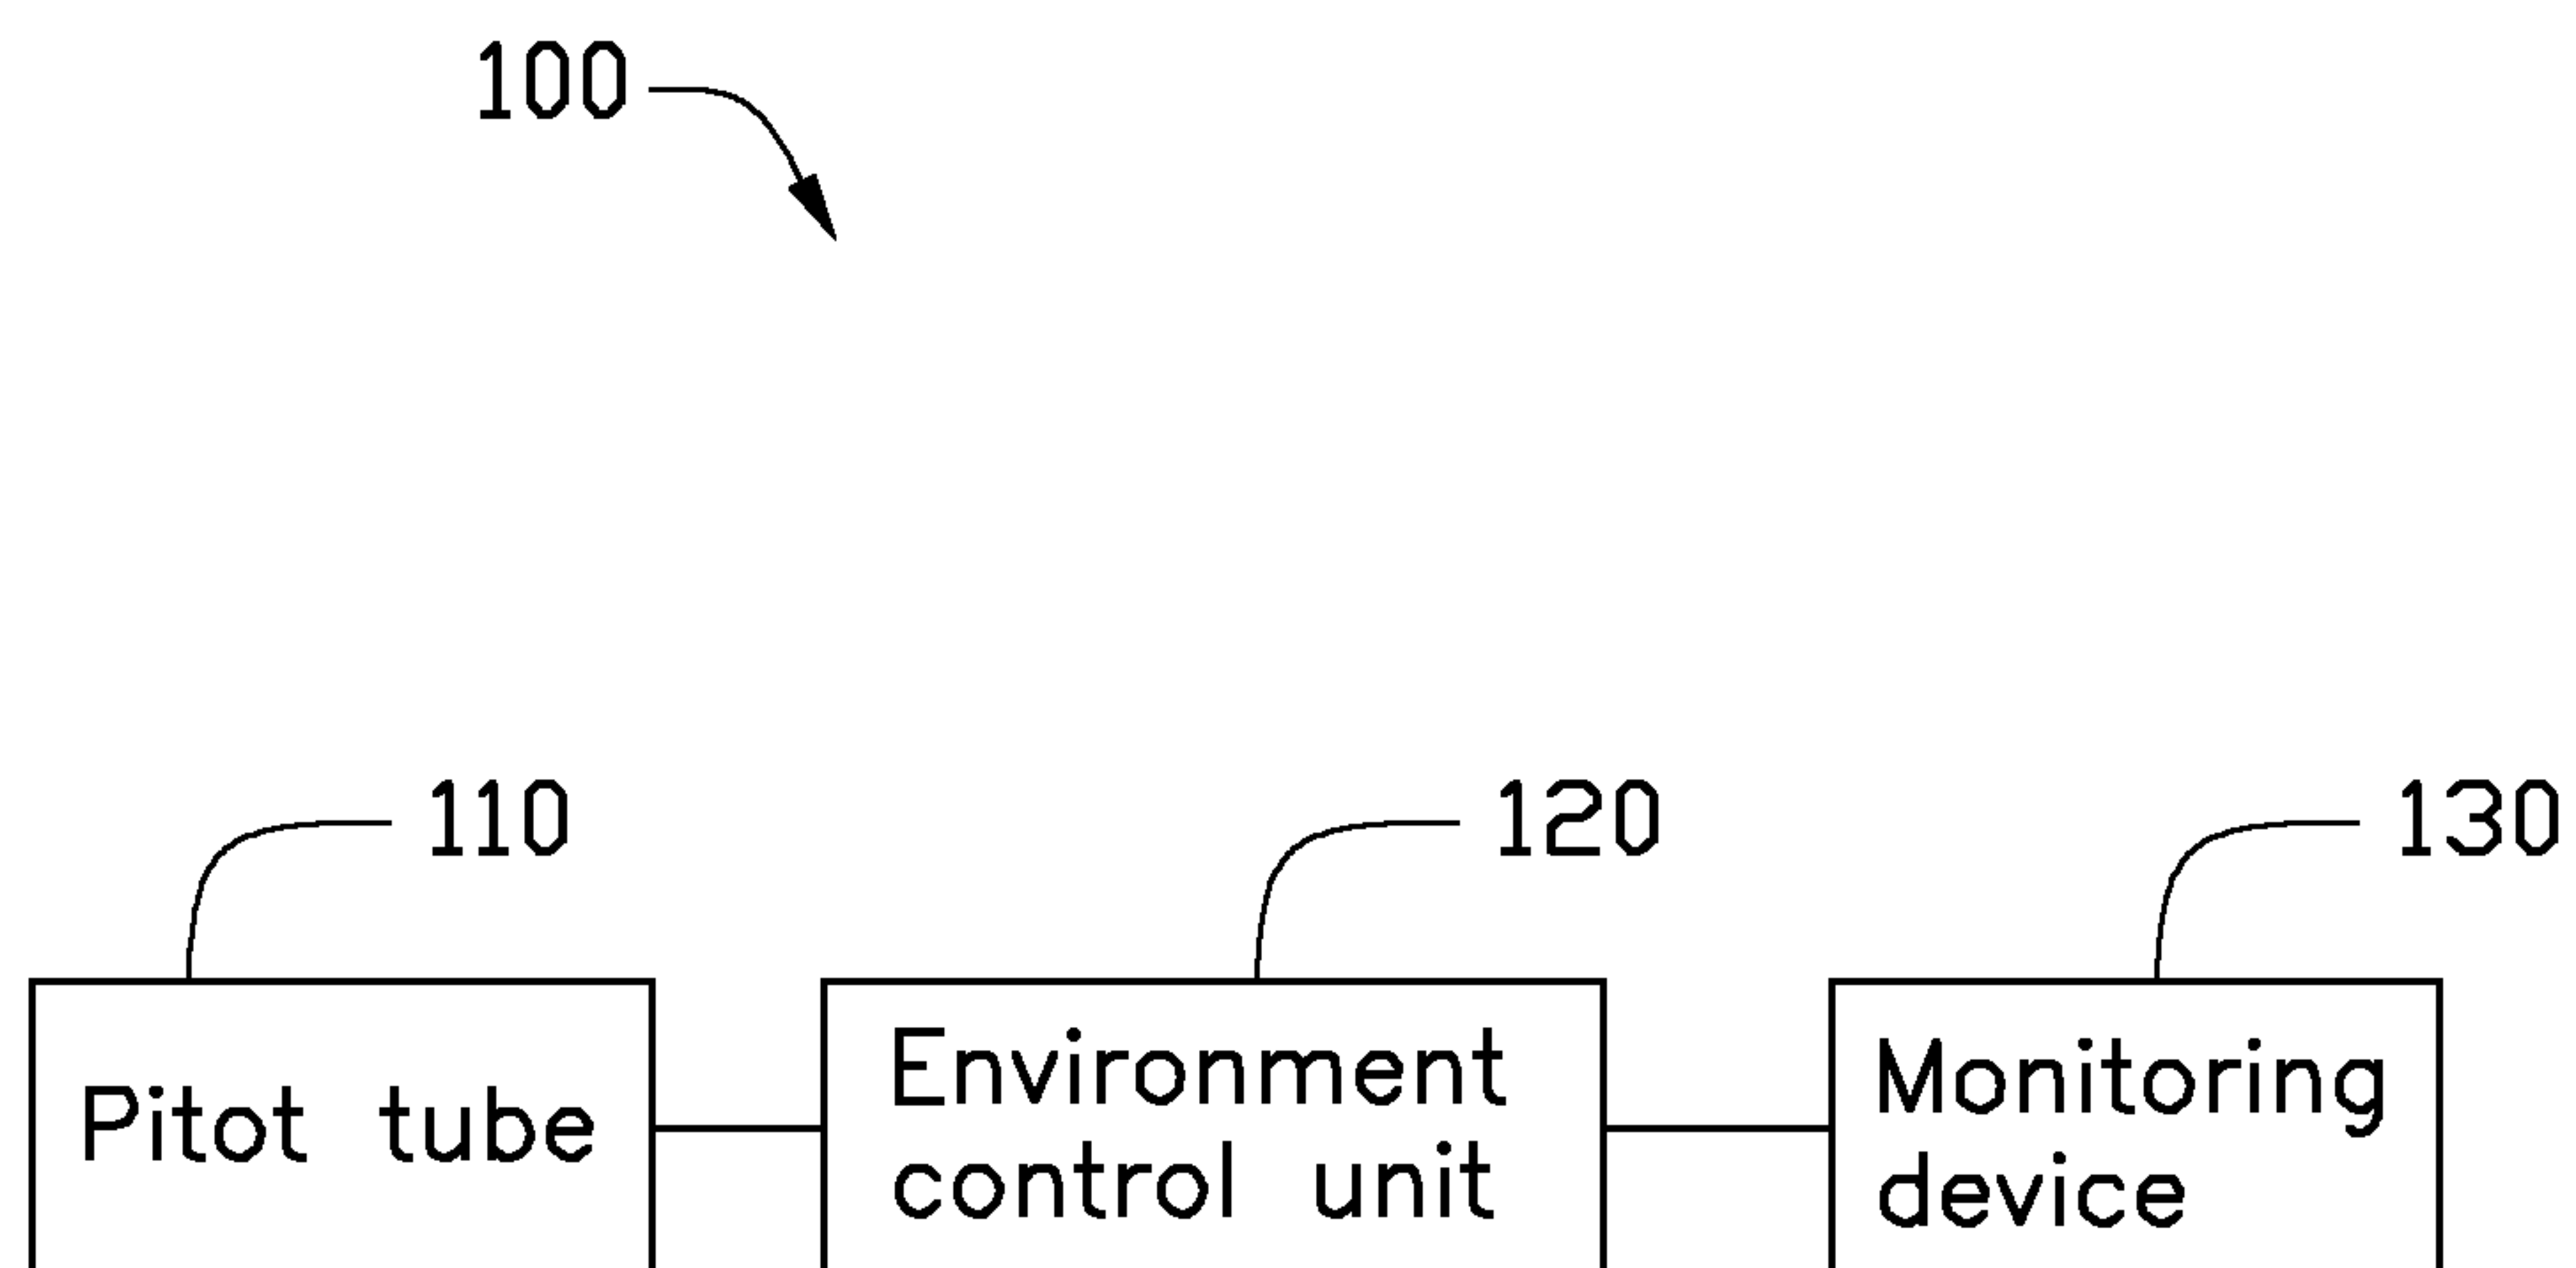 100
110
120
130
Pitot tube
Environment
control unit
Monitoring
device